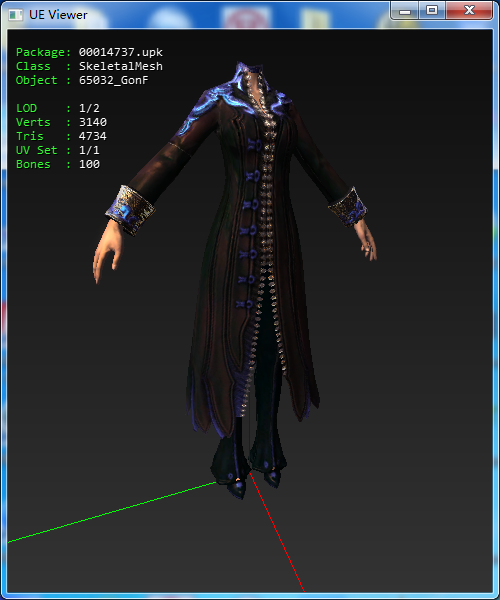 UE Viewer
Package: 00014737.upk
Class : SkeletalMesh
Object : 65032_GonF
LOD : 1/2
Verts : 3140
Tris : 4734
UV Set : 1/1
Bones : 100